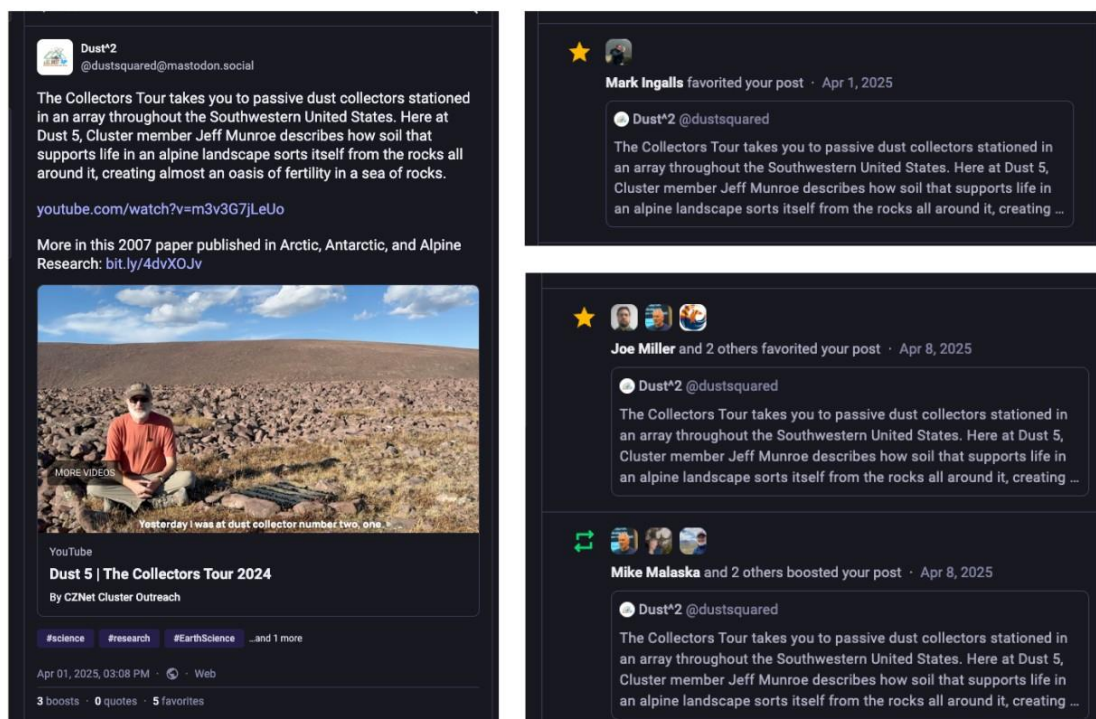 Dust^2
@dustsquared@mastodon.social
The Collectors Tour takes you to passive dust collectors stationed
in an array throughout the Southwestern United States. Here at
Dust 5, Cluster member Jeff Munroe describes how soil that
supports life in an alpine landscape sorts itself from the rocks all
around it, creating almost an oasis of fertility in a sea of rocks.
youtube.com/watch?v=m3v3G7jLeUo
More in this 2007 paper published in Arctic, Antarctic, and Alpine
Research: bit.ly/4dvXOJv
MORE VIDEOS
Yesterday I was at dust collector number two, one
YouTube
Dust 5 | The Collectors Tour 2024
By CZNet Cluster Outreach
#science #research #EarthScience ...and 1 more
Apr 01, 2025, 03:08 PM · Web
3 boosts · 0 quotes · 5 favorites
Mark Ingalls favorited your post · Apr 1, 2025
Dust^2 @dustsquared
The Collectors Tour takes you to passive dust collectors stationed in
an array throughout the Southwestern United States. Here at Dust 5,
Cluster member Jeff Munroe describes how soil that supports life in
an alpine landscape sorts itself from the rocks all around it, creating ...
Joe Miller and 2 others favorited your post · Apr 8, 2025
Dust^2 @dustsquared
The Collectors Tour takes you to passive dust collectors stationed in
an array throughout the Southwestern United States. Here at Dust 5,
Cluster member Jeff Munroe describes how soil that supports life in
an alpine landscape sorts itself from the rocks all around it, creating ...
Mike Malaska and 2 others boosted your post · Apr 8, 2025
Dust^2 @dustsquared
The Collectors Tour takes you to passive dust collectors stationed in
an array throughout the Southwestern United States. Here at Dust 5,
Cluster member Jeff Munroe describes how soil that supports life in
an alpine landscape sorts itself from the rocks all around it, creating ...